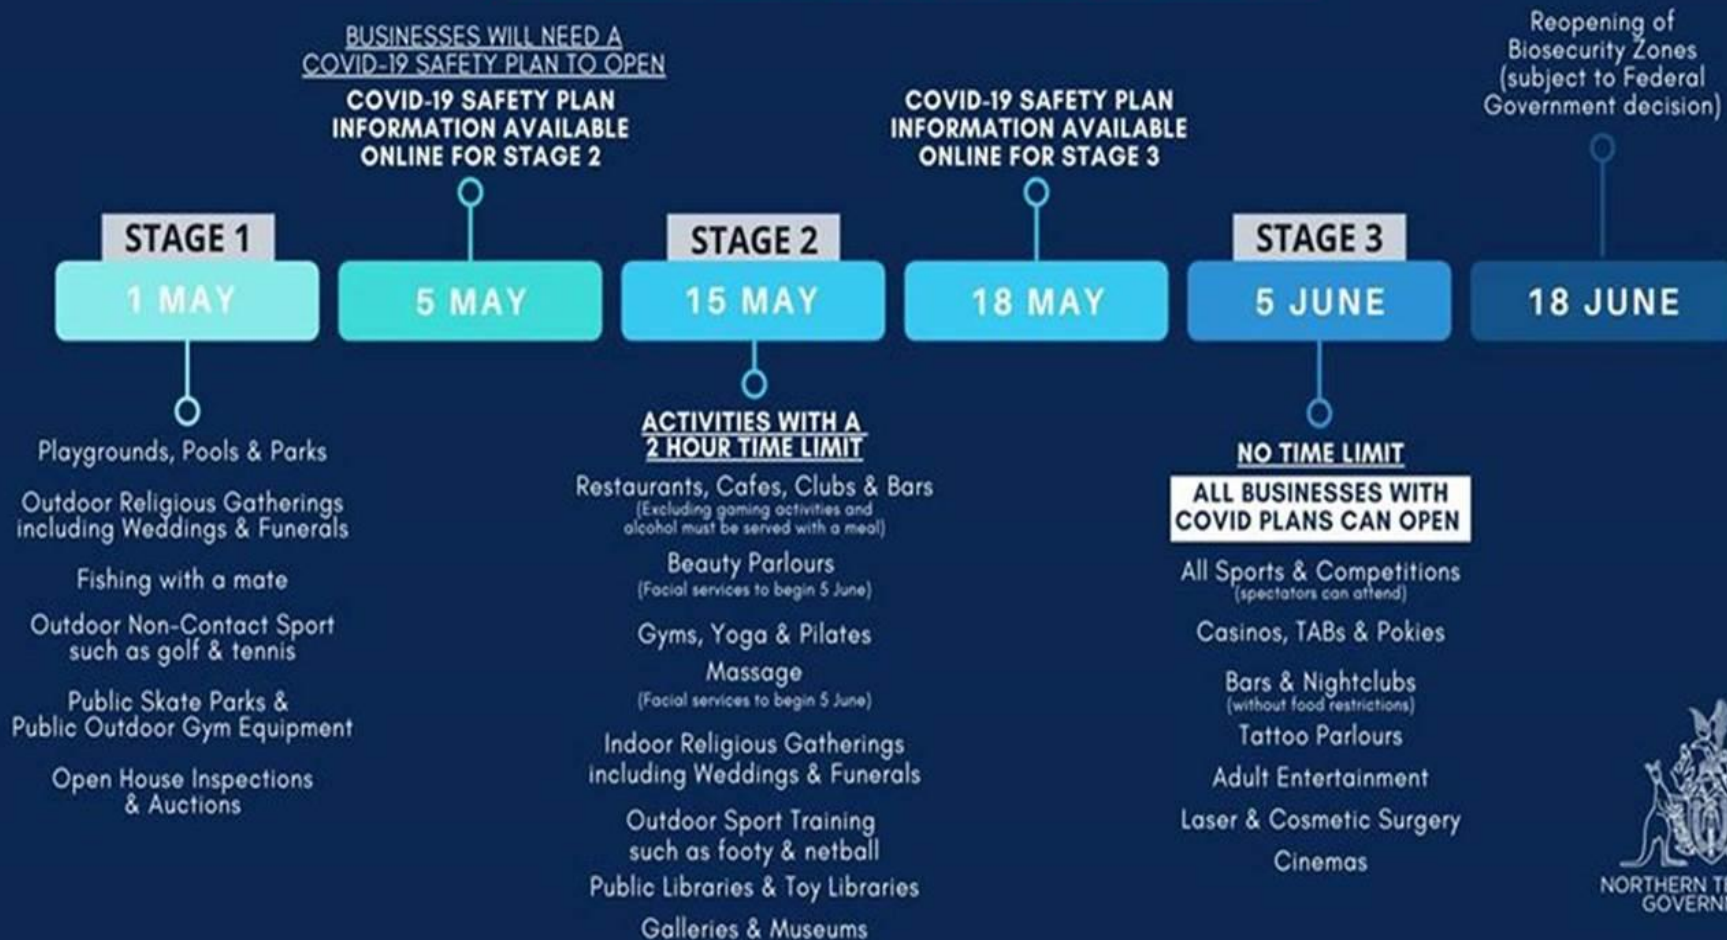 BUSINESSES WILL NEED A
COVID-19 SAFETY PLAN TO OPEN
COVID-19 SAFETY PLAN
INFORMATION AVAILABLE
ONLINE FOR STAGE 2
COVID-19 SAFETY PLAN
INFORMATION AVAILABLE
ONLINE FOR STAGE 3
Reopening of
Biosecurity Zones
(subject to Federal
Government decision)
STAGE 1
1 MAY
5 MAY
STAGE 2
15 MAY
18 MAY
STAGE 3
5 JUNE
18 JUNE
Playgrounds, Pools & Parks
Outdoor Religious Gatherings
including Weddings & Funerals
Fishing with a mate
Outdoor Non-Contact Sport
such as golf & tennis
Public Skate Parks &
Public Outdoor Gym Equipment
Open House Inspections
& Auctions
ACTIVITIES WITH A
2 HOUR TIME LIMIT
Restaurants, Cafes, Clubs & Bars
(Excluding gaming activities and
alcohol must be served with a meal)
Beauty Parlours
(Facial services to begin 5 June)
Gyms, Yoga & Pilates
Massage
(Facial services to begin 5 June)
Indoor Religious Gatherings
including Weddings & Funerals
Outdoor Sport Training
such as footy & netball
Public Libraries & Toy Libraries
Galleries & Museums
NO TIME LIMIT
ALL BUSINESSES WITH
COVID PLANS CAN OPEN
All Sports & Competitions
(spectators can attend)
Casinos, TABs & Pokies
Bars & Nightclubs
(without food restrictions)
Tattoo Parlours
Adult Entertainment
Laser & Cosmetic Surgery
Cinemas
NORTHERN